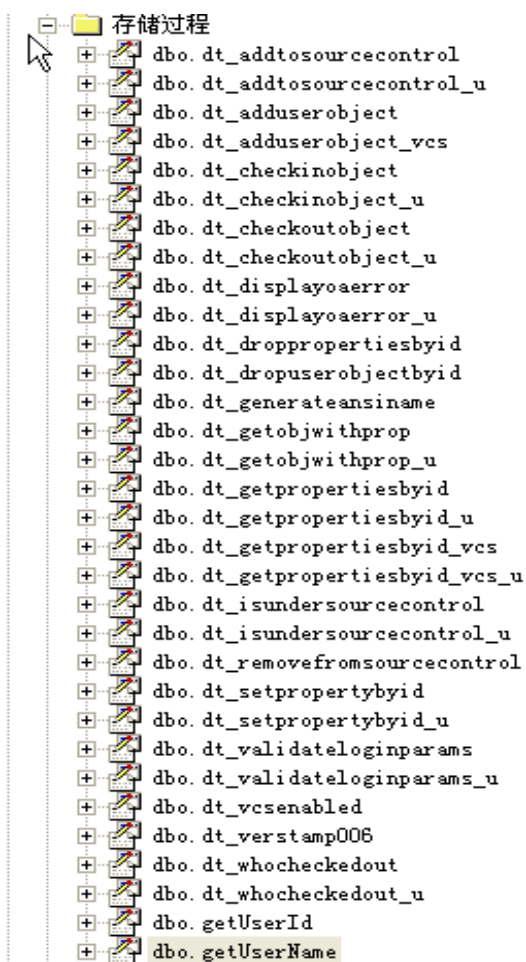 存储过程
dbo.dt_addtosourcecontrol
dbo.dt_addtosourcecontrol_u
dbo.dt_adduserobject
dbo.dt_adduserobject_vcs
dbo.dt_checkinobject
dbo.dt_checkinobject_u
dbo.dt_checkoutobject
dbo.dt_checkoutobject_u
dbo.dt_displayoaerror
dbo.dt_displayoaerror_u
dbo.dt_droppropertiesbyid
dbo.dt_dropuserobjectbyid
dbo.dt_generateansiname
dbo.dt_getobjwithprop
dbo.dt_getobjwithprop_u
dbo.dt_getpropertiesbyid
dbo.dt_getpropertiesbyid_u
dbo.dt_getpropertiesbyid_vcs
dbo.dt_getpropertiesbyid_vcs_u
dbo.dt_isundersourcecontrol
dbo.dt_isundersourcecontrol_u
dbo.dt_removefromsourcecontrol
dbo.dt_setpropertybyid
dbo.dt_setpropertybyid_u
dbo.dt_validateloginparams
dbo.dt_validateloginparams_u
dbo.dt_vcsenabled
dbo.dt_verstamp006
dbo.dt_whocheckedout
dbo.dt_whocheckedout_u
dbo.getUserId
dbo.getUserName